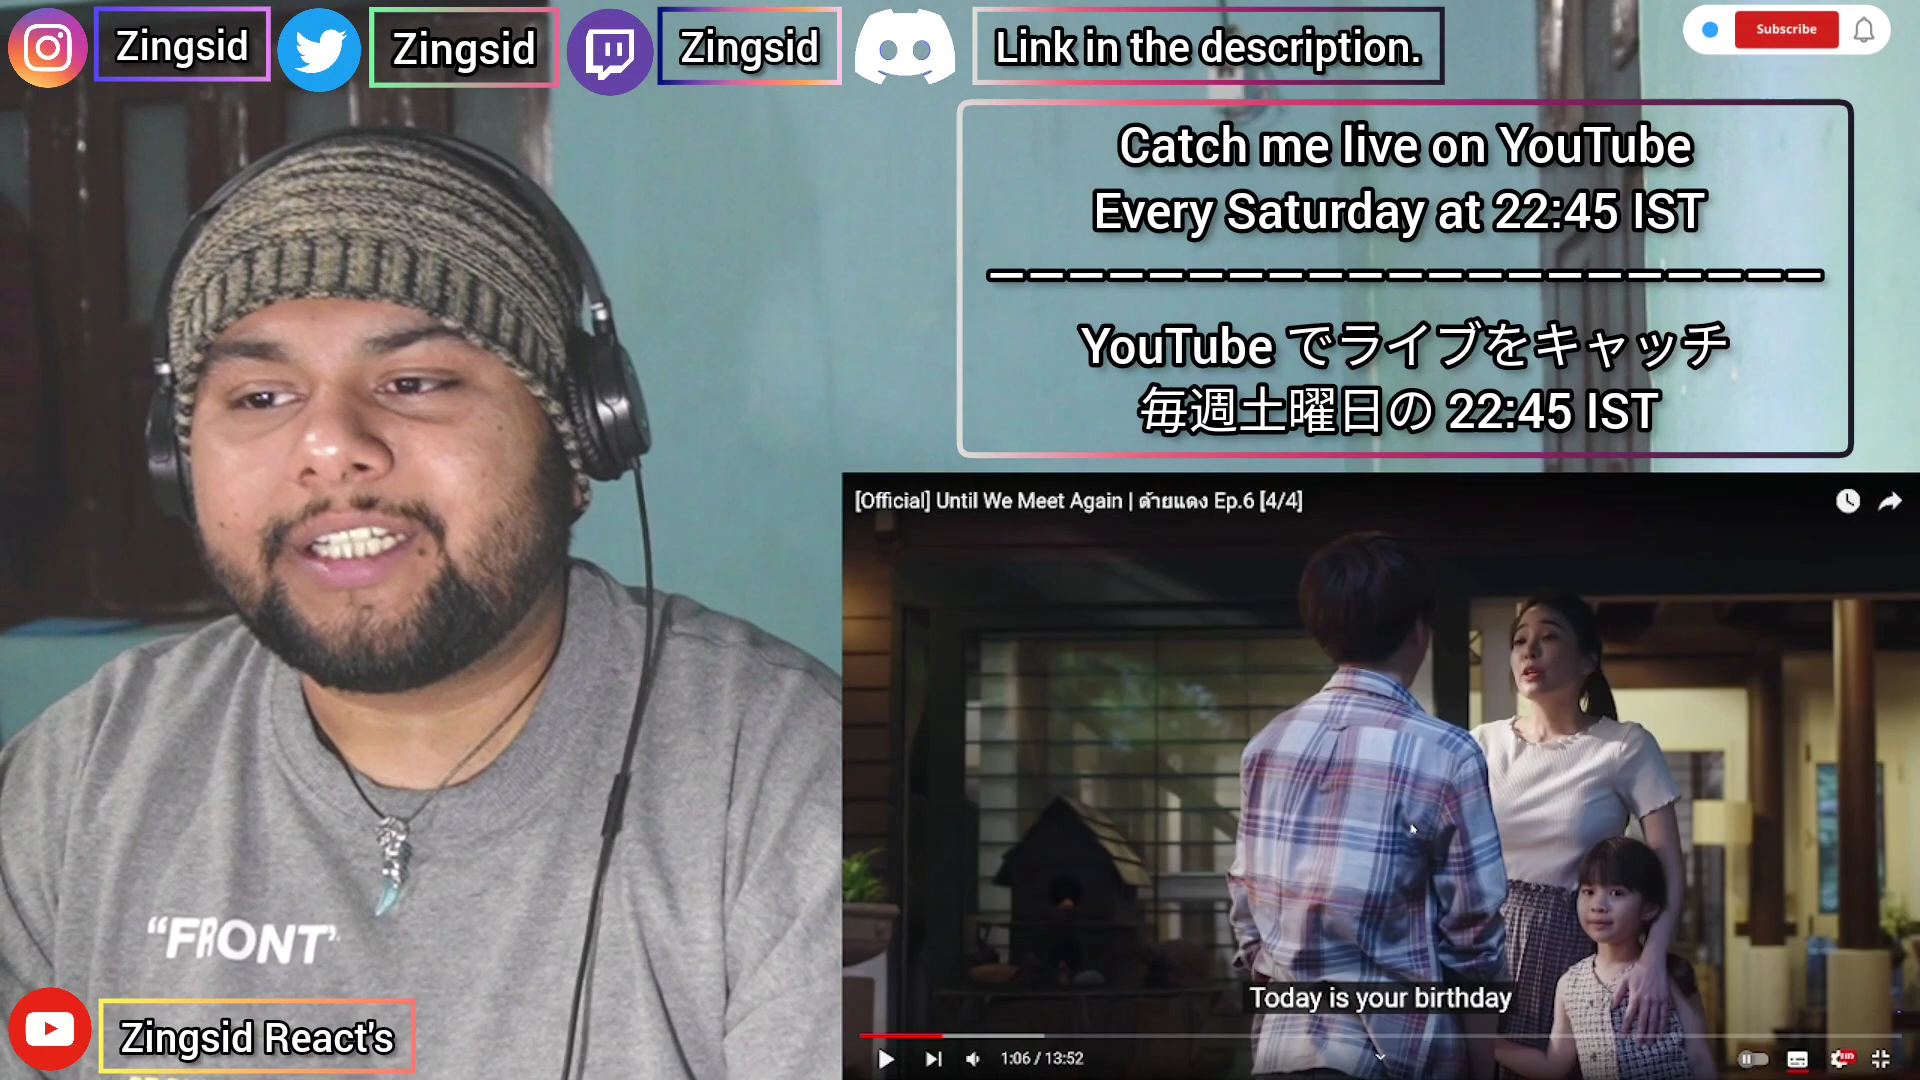 Zingsid
Zingsid
Zingsid
Link in the description.
Subscribe
Catch me live on YouTube
Every Saturday at 22:45 IST
YouTube でライブをキャッチ
毎週土曜日の 22:45 IST
[Official] Until We Meet Again | ด้ายแดง Ep.6 [4/4]
"FRONT"
Today is your birthday
1:06 / 13:52
HD
Zingsid React's